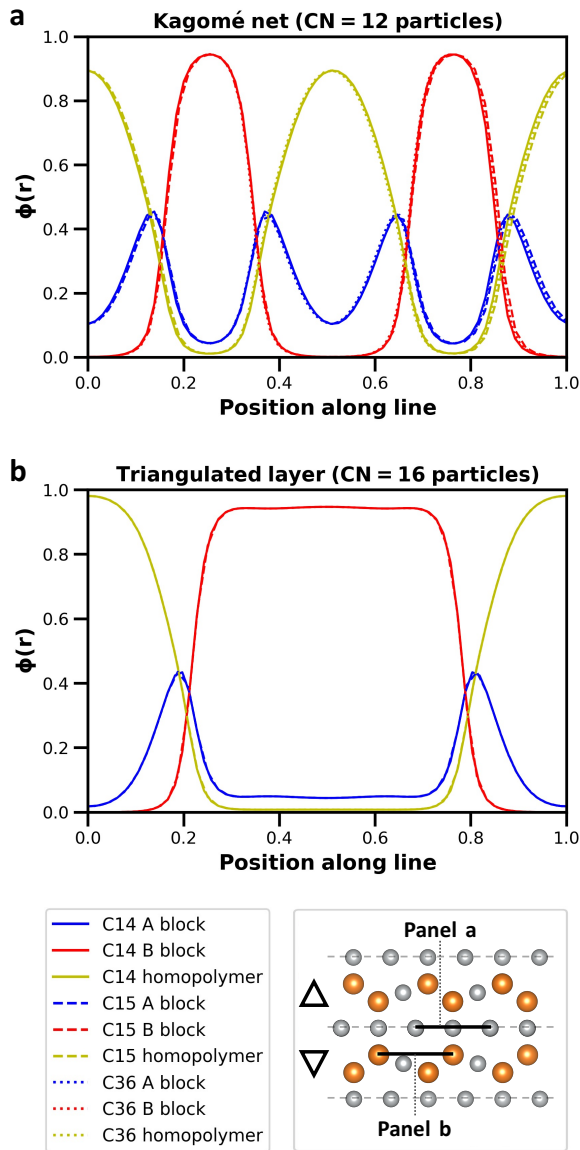 a
Kagomé net (CN = 12 particles)
1.0
0.8
0.6
0.4
0.2
0.0
ϕ(r)
0.0 0.2 0.4 0.6 0.8 1.0
Position along line
b
Triangulated layer (CN = 16 particles)
1.0
0.8
0.6
0.4
0.2
0.0
ϕ(r)
0.0 0.2 0.4 0.6 0.8 1.0
Position along line
C14 A block
C14 B block
C14 homopolymer
C15 A block
C15 B block
C15 homopolymer
C36 A block
C36 B block
C36 homopolymer
Panel a
Panel b